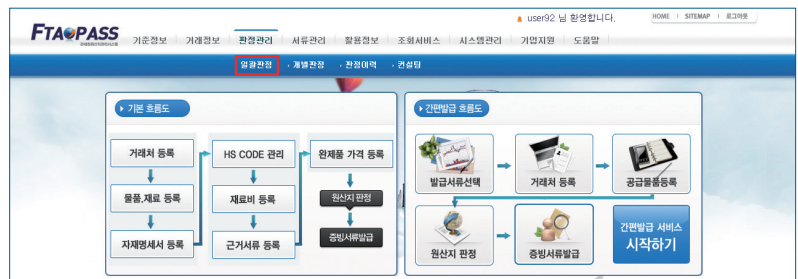 user92 님 환영합니다.
HOME | SITEMAP | 로그아웃
FTA PASS
기준정보 거래정보 판정관리 서류관리 활용정보 조회서비스 시스템관리 기업지원 도움말
일괄판정 · 개별판정 · 판정이력 · 컨설팅
기본 흐름도
거래처 등록
물품,재료 등록
자재명세서 등록
HS CODE 관리
재료비 등록
근거서류 등록
완제품 가격 등록
원산지 판정
증빙서류발급
간편발급 흐름도
발급서류선택
거래처 등록
공급물품등록
원산지 판정
증빙서류발급
간편발급 서비스
시작하기